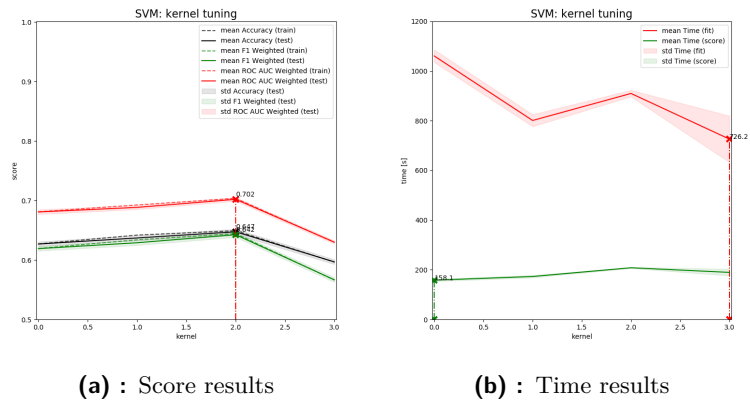 SVM: kernel tuning
1.0
0.9
0.8
0.7
0.6
0.5
score
mean Accuracy (train)
mean Accuracy (test)
mean F1 Weighted (train)
mean F1 Weighted (test)
mean ROC AUC Weighted (train)
mean ROC AUC Weighted (test)
std Accuracy (test)
std F1 Weighted (test)
std ROC AUC Weighted (test)
0.702
0.647
0.642
0.0 0.5 1.0 1.5 2.0 2.5 3.0
kernel
(a) : Score results
SVM: kernel tuning
1200
1000
800
600
400
200
0
time [s]
mean Time (fit)
mean Time (score)
std Time (fit)
std Time (score)
726.2
158.1
0.0 0.5 1.0 1.5 2.0 2.5 3.0
kernel
(b) : Time results